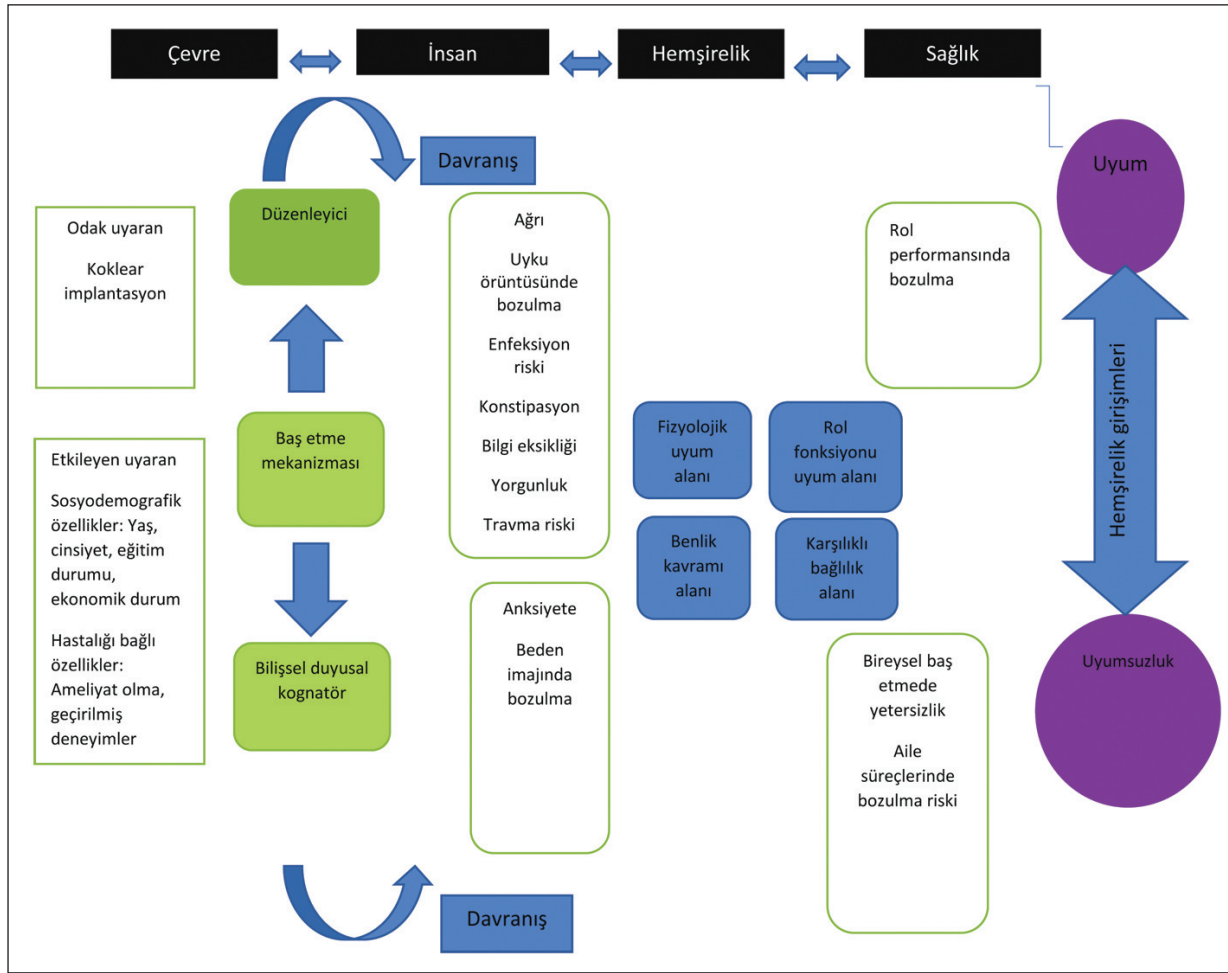 Çevre
İnsan
Hemşirelik
Sağlık
Davranış
Uyum
Düzenleyici
Odak uyaran
Koklear
implantasyon
Ağrı
Uyku
örüntüsünde
bozulma
Enfeksiyon
riski
Konstipasyon
Bilgi eksikliği
Yorgunluk
Travma riski
Rol
performansında
bozulma
Baş etme
mekanizması
Etkileyen uyaran
Sosyodemografik
özellikler: Yaş,
cinsiyet, eğitim
durumu,
ekonomik durum
Hastalığı bağlı
özellikler:
Ameliyat olma,
geçirilmiş
deneyimler
Fizyolojik
uyum
alanı
Rol
fonksiyonu
uyum alanı
Benlik
kavramı
alanı
Karşılıklı
bağlılık
alanı
Hemşirelik girişimleri
Bilişsel duyusal
kognatör
Anksiyete
Beden
imajında
bozulma
Bireysel baş
etmede
yetersizlik
Aile
süreçlerinde
bozulma riski
Uyumsuzluk
Davranış